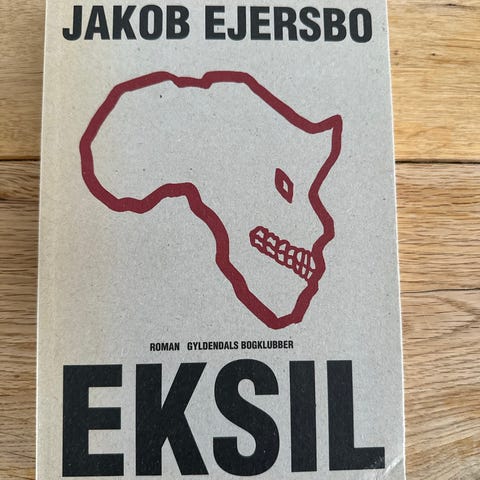 JAKOB EJERSBO
ROMAN GYLDENDALS BOGKLUBBER
EKSIL